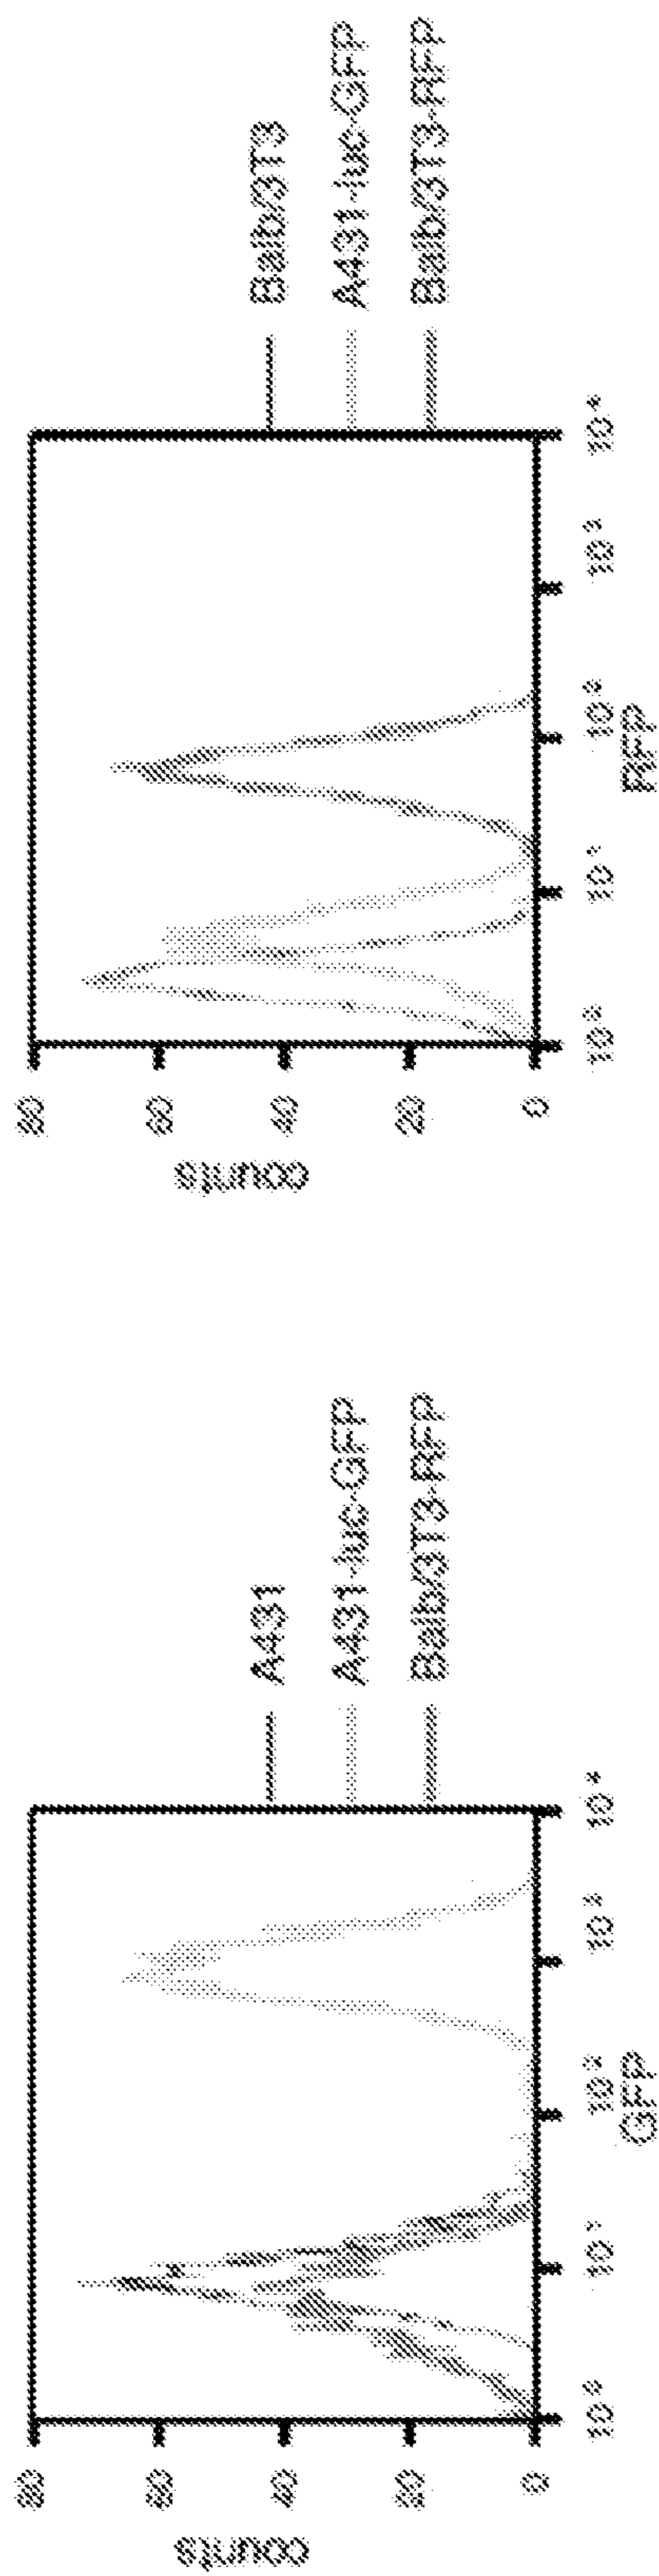 counts
80
60
40
20
0
10⁰ 10¹ 10² 10³ 10⁴
GFP
A431
A431-luc-GFP
Balb/3T3-RFP
counts
80
60
40
20
0
10⁰ 10¹ 10² 10³ 10⁴
RFP
Balb/3T3
A431-luc-GFP
Balb/3T3-RFP